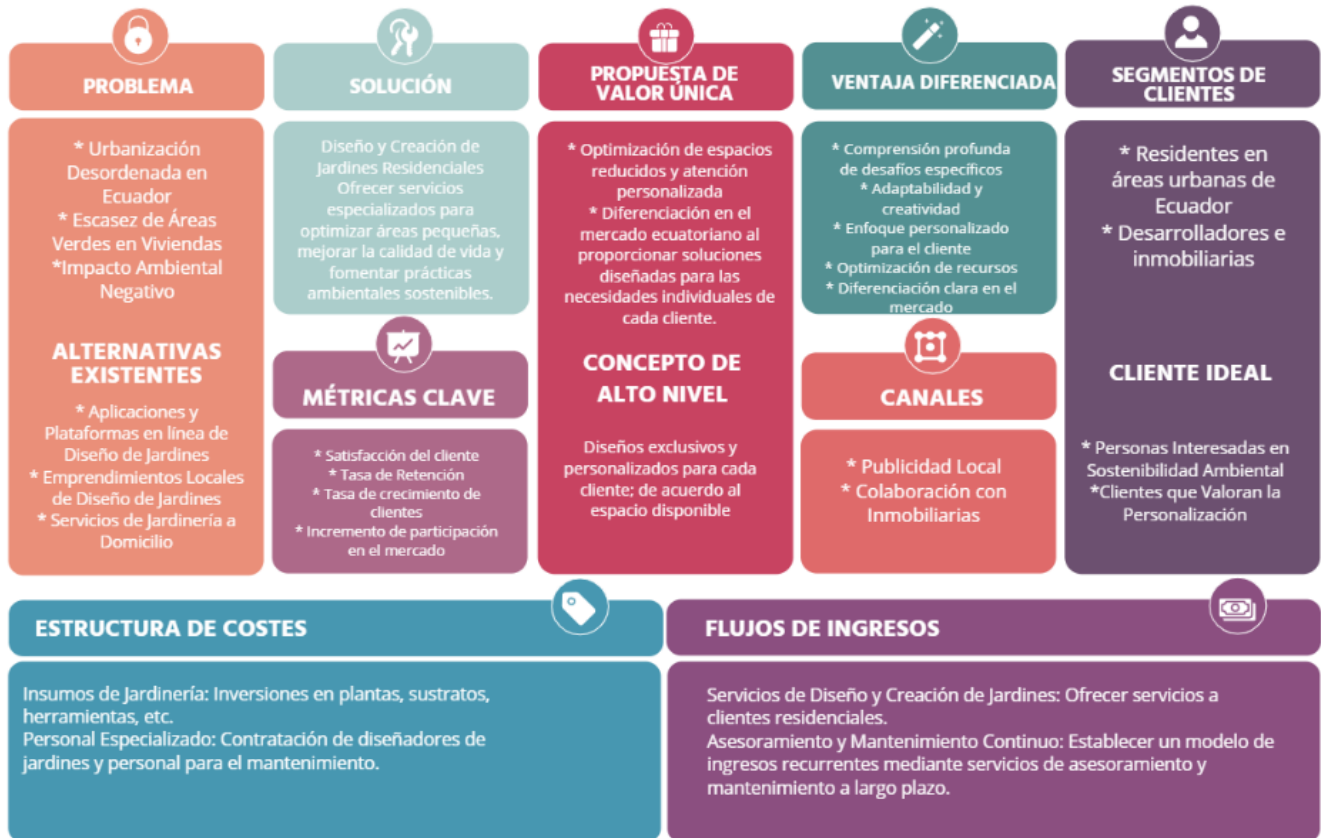 PROBLEMA
* Urbanización
Desordenada en
Ecuador
* Escasez de Áreas
Verdes en Viviendas
*Impacto Ambiental
Negativo
ALTERNATIVAS
EXISTENTES
* Aplicaciones y
Plataformas en línea de
Diseño de Jardines
* Emprendimientos Locales
de Diseño de Jardines
* Servicios de Jardinería a
Domicilio
SOLUCIÓN
Diseño y Creación de
Jardines Residenciales
Ofrecer servicios
especializados para
optimizar áreas pequeñas,
mejorar la calidad de vida y
fomentar prácticas
ambientales sostenibles.
MÉTRICAS CLAVE
* Satisfacción del cliente
* Tasa de Retención
* Tasa de crecimiento de
clientes
* Incremento de participación
en el mercado
PROPUESTA DE
VALOR ÚNICA
* Optimización de espacios
reducidos y atención
personalizada
* Diferenciación en el
mercado ecuatoriano al
proporcionar soluciones
diseñadas para las
necesidades individuales de
cada cliente.
CONCEPTO DE
ALTO NIVEL
Diseños exclusivos y
personalizados para cada
cliente; de acuerdo al
espacio disponible
VENTAJA DIFERENCIADA
* Comprensión profunda
de desafíos específicos
* Adaptabilidad y
creatividad
* Enfoque personalizado
para el cliente
* Optimización de recursos
* Diferenciación clara en el
mercado
CANALES
* Publicidad Local
* Colaboración con
Inmobiliarias
SEGMENTOS DE
CLIENTES
* Residentes en
áreas urbanas de
Ecuador
* Desarrolladores e
inmobiliarias
CLIENTE IDEAL
* Personas Interesadas en
Sostenibilidad Ambiental
*Clientes que Valoran la
Personalización
ESTRUCTURA DE COSTES
Insumos de Jardinería: Inversiones en plantas, sustratos,
herramientas, etc.
Personal Especializado: Contratación de diseñadores de
jardines y personal para el mantenimiento.
FLUJOS DE INGRESOS
Servicios de Diseño y Creación de Jardines: Ofrecer servicios a
clientes residenciales.
Asesoramiento y Mantenimiento Continuo: Establecer un modelo de
ingresos recurrentes mediante servicios de asesoramiento y
mantenimiento a largo plazo.